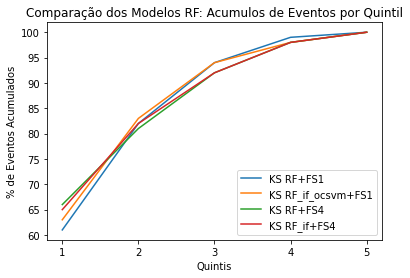 Comparação dos Modelos RF: Acumulos de Eventos por Quintil
% de Eventos Acumulados
100
95
90
85
80
75
70
65
60
KS RF+FS1
KS RF_if_ocsvm+FS1
KS RF+FS4
KS RF_if+FS4
1
2
3
4
5
Quintis